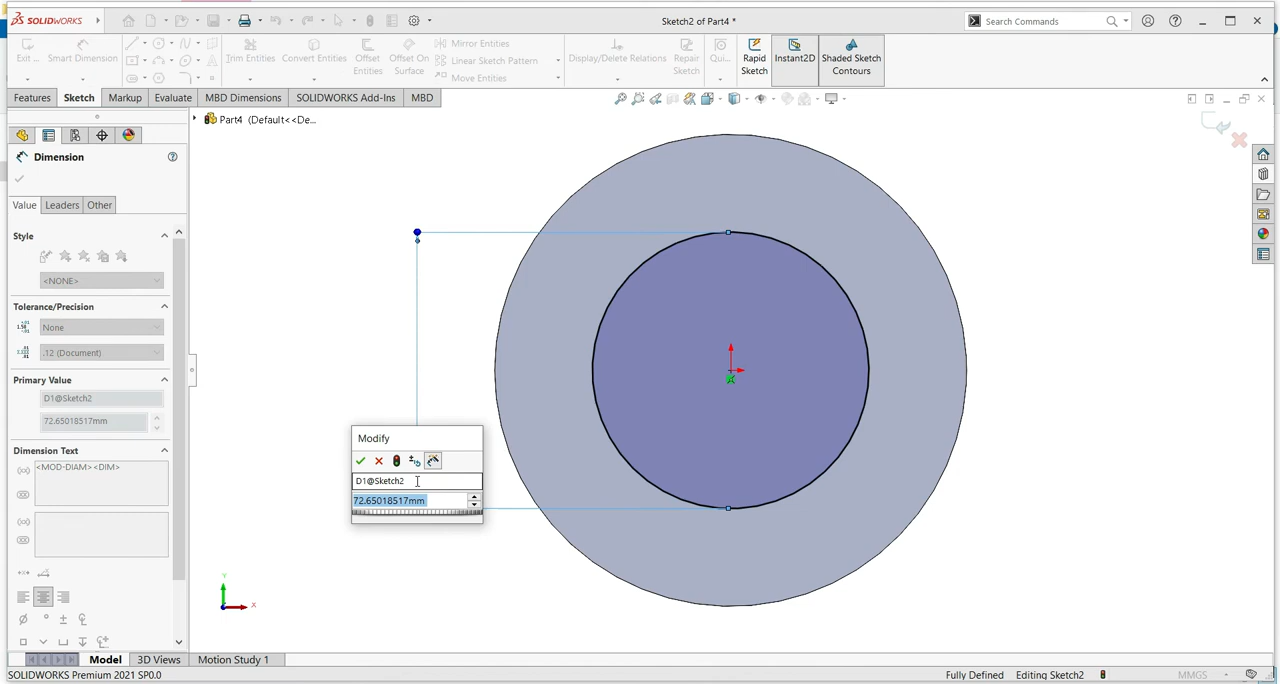 SOLIDWORKS
Sketch2 of Part4 *
Search Commands
Exit ...
Smart Dimension
Trim Entities
Convert Entities
Offset Entities
Offset On Surface
Mirror Entities
Linear Sketch Pattern
Move Entities
Display/Delete Relations
Repair Sketch
Qui...
Rapid Sketch
Instant2D
Shaded Sketch Contours
Features
Sketch
Markup
Evaluate
MBD Dimensions
SOLIDWORKS Add-Ins
MBD
Part4 (Default<<De...
Dimension
Value
Leaders
Other
Style
<NONE>
Tolerance/Precision
None
.12 (Document)
Primary Value
D1@Sketch2
72.65018517mm
Dimension Text
<MOD-DIAM><DIM>
Modify
D1@Sketch2
72.65018517mm
Y
X
Model
3D Views
Motion Study 1
SOLIDWORKS Premium 2021 SP0.0
Fully Defined
Editing Sketch2
MMGS